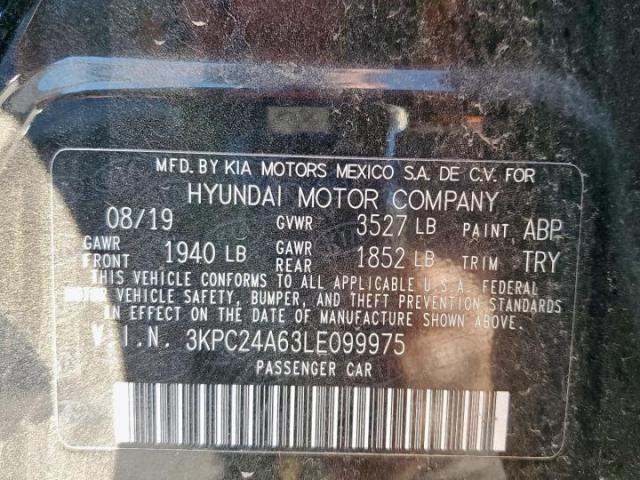 MFD. BY KIA MOTORS MEXICO S.A. DE C.V. FOR
HYUNDAI MOTOR COMPANY
08/19 GVWR 3527 LB PAINT ABP
GAWR FRONT 1940 LB GAWR REAR 1852 LB TRIM TRY
THIS VEHICLE CONFORMS TO ALL APPLICABLE U.S.A. FEDERAL
MOTOR VEHICLE SAFETY, BUMPER, AND THEFT PREVENTION STANDARDS
IN EFFECT ON THE DATE OF MANUFACTURE SHOWN ABOVE.
V.I.N. 3KPC24A63LE099975
PASSENGER CAR